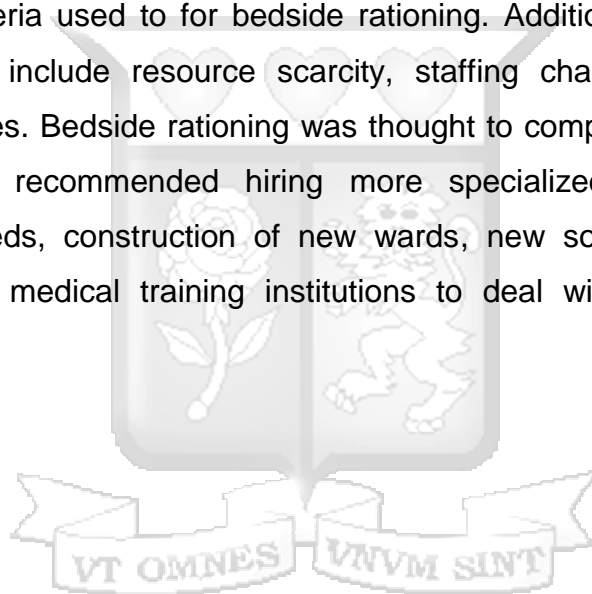 eria used to for bedside rationing. Additio
include resource scarcity, staffing cha
es. Bedside rationing was thought to comp
recommended hiring more specialized
eds, construction of new wards, new so
medical training institutions to deal wi
VT OMNES VNVM SINT